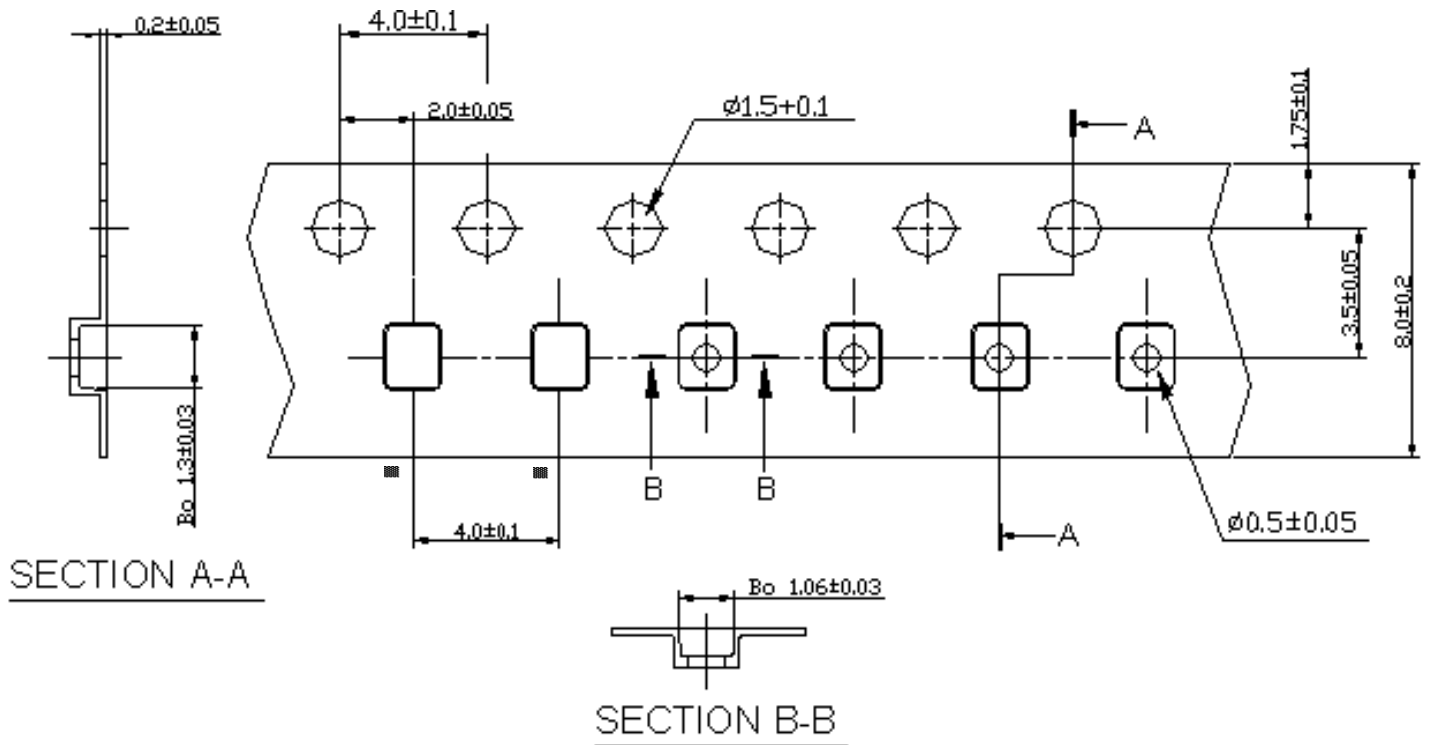 0.2±0.05
4.0±0.1
2.0±0.05
ϕ1.5+0.1
A
1.75±0.1
3.5±0.05
8.0±0.2
Bo 1.3±0.03
B
B
4.0±0.1
A
ϕ0.5±0.05
SECTION A-A
Bo 1.06±0.03
SECTION B-B